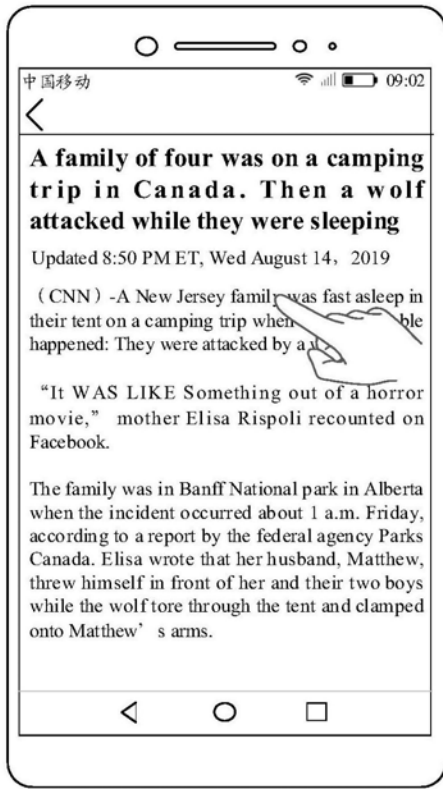 中国移动 09:02
A family of four was on a camping
trip in Canada. Then a wolf
attacked while they were sleeping
Updated 8:50 PM ET, Wed August 14, 2019
（CNN）-A New Jersey family was fast asleep in
their tent on a camping trip when
happened: They were attacked by a
“It WAS LIKE Something out of a horror
movie,” mother Elisa Rispoli recounted on
Facebook.
The family was in Banff National park in Alberta
when the incident occurred about 1 a.m. Friday,
according to a report by the federal agency Parks
Canada. Elisa wrote that her husband, Matthew,
threw himself in front of her and their two boys
while the wolf tore through the tent and clamped
onto Matthew’s arms.